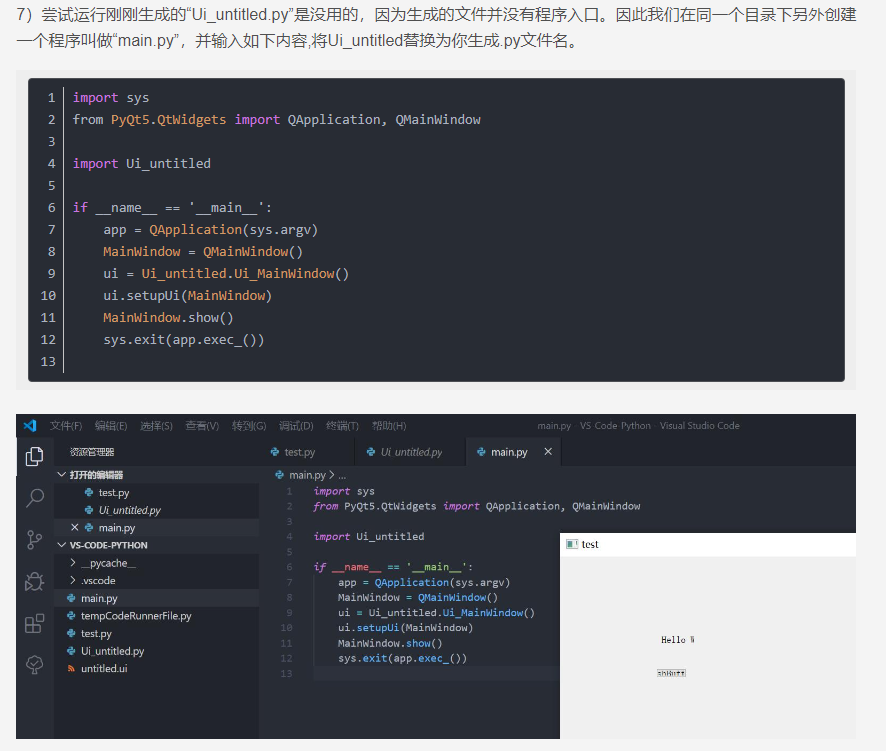 7）尝试运行刚刚生成的“Ui_untitled.py”是没用的，因为生成的文件并没有程序入口。因此我们在同一个目录下另外创建
一个程序叫做“main.py”，并输入如下内容,将Ui_untitled替换为你生成.py文件名。
1 import sys
2 from PyQt5.QtWidgets import QApplication, QMainWindow
3
4 import Ui_untitled
5
6 if __name__ == '__main__':
7     app = QApplication(sys.argv)
8     MainWindow = QMainWindow()
9     ui = Ui_untitled.Ui_MainWindow()
10     ui.setupUi(MainWindow)
11     MainWindow.show()
12     sys.exit(app.exec_())
13
文件(F) 编辑(E) 选择(S) 查看(V) 转到(G) 调试(D) 终端(T) 帮助(H) main.py - VS-Code-Python - Visual Studio Code
资源管理器
打开的编辑器
test.py
Ui_untitled.py
main.py
VS-CODE-PYTHON
__pycache__
.vscode
main.py
tempCodeRunnerFile.py
test.py
Ui_untitled.py
untitled.ui
test.py Ui_untitled.py main.py
main.py > ...
1 import sys
2 from PyQt5.QtWidgets import QApplication, QMainWindow
3
4 import Ui_untitled
5
6 if __name__ == '__main__':
7     app = QApplication(sys.argv)
8     MainWindow = QMainWindow()
9     ui = Ui_untitled.Ui_MainWindow()
10     ui.setupUi(MainWindow)
11     MainWindow.show()
12     sys.exit(app.exec_())
13
test
Hello W